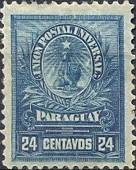 UNION POSTAL UNIVERSAL
PARAGUAY
24 CENTAVOS 24